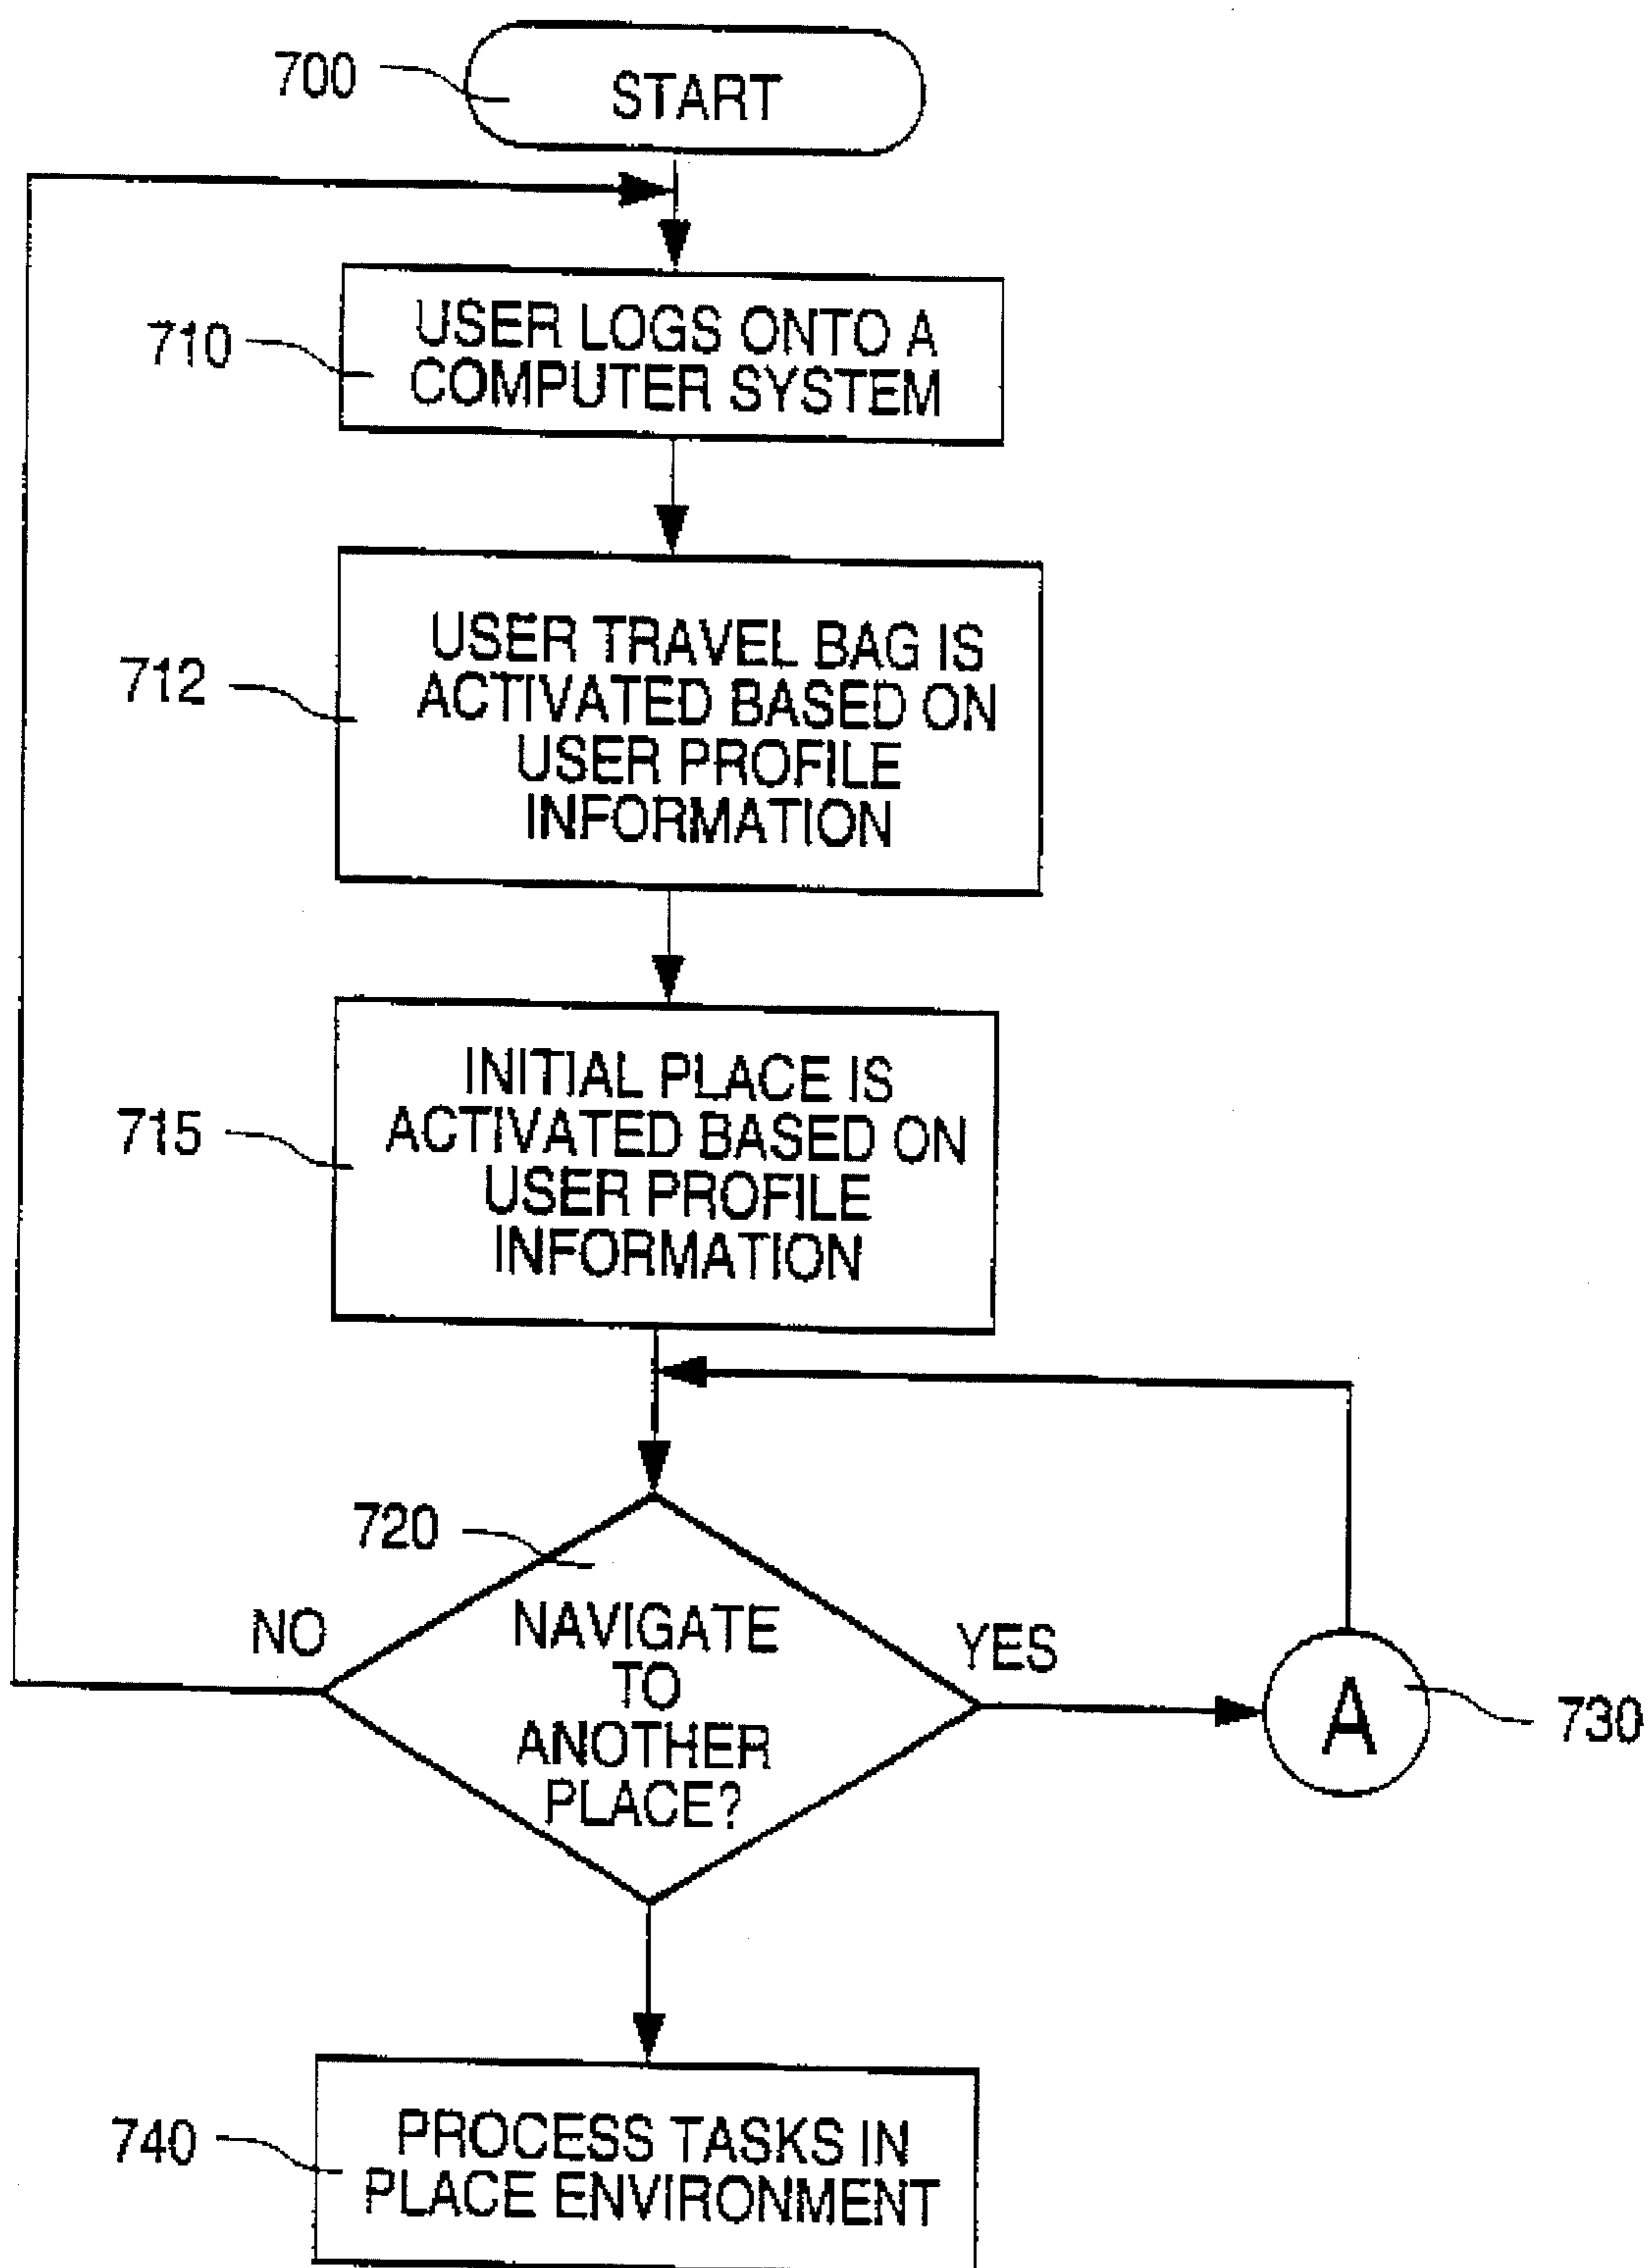 700
START
710
USER LOGS ONTO A
COMPUTER SYSTEM
712
USER TRAVEL BAG IS
ACTIVATED BASED ON
USER PROFILE
INFORMATION
715
INITIAL PLACE IS
ACTIVATED BASED ON
USER PROFILE
INFORMATION
720
NO
NAVIGATE
TO
ANOTHER
PLACE?
YES
A
730
740
PROCESS TASKS IN
PLACE ENVIRONMENT